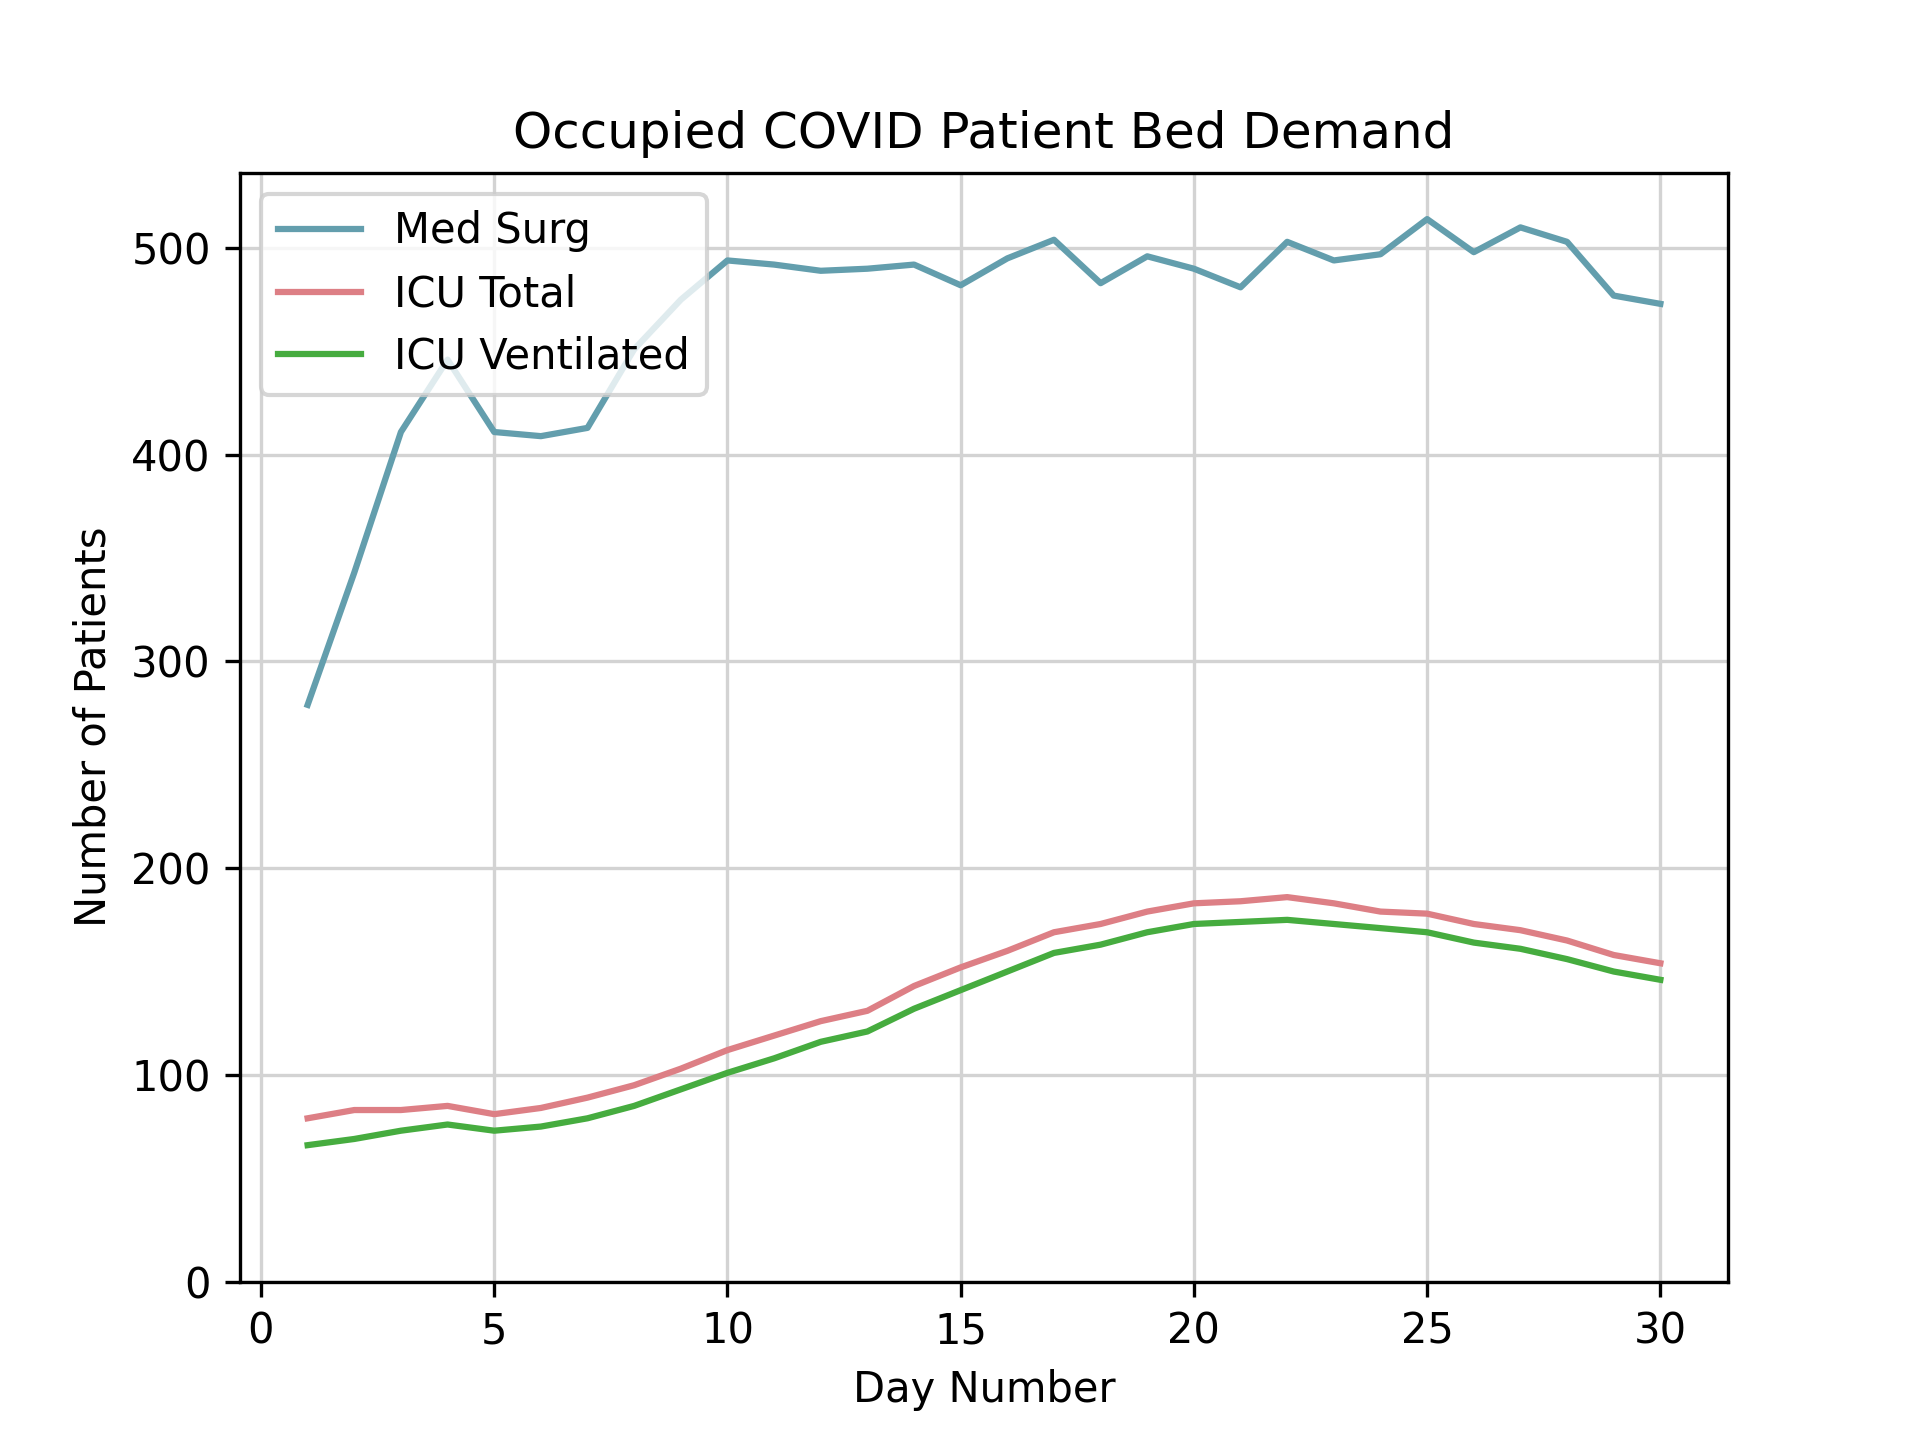 Occupied COVID Patient Bed Demand
Med Surg
ICU Total
ICU Ventilated
500
400
300
200
100
0
Number of Patients
0 5 10 15 20 25 30
Day Number